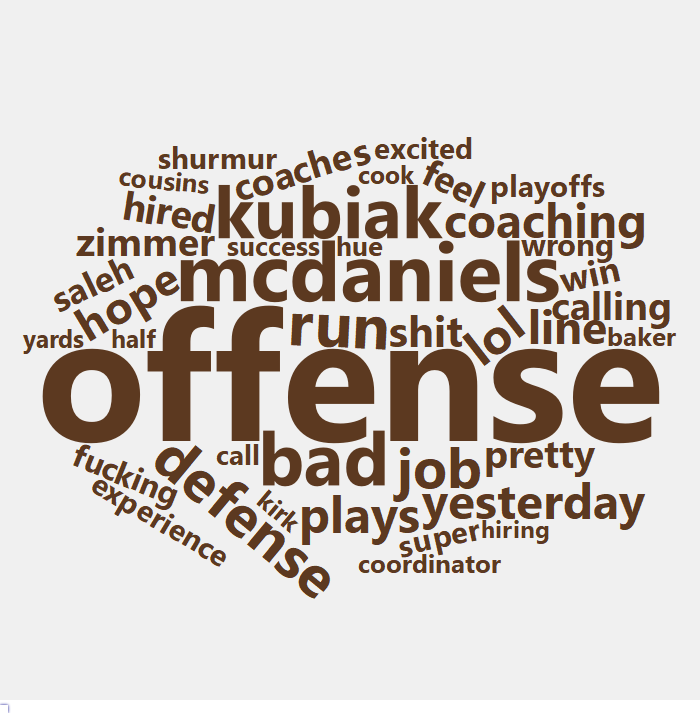 shurmur
coaches
excited
cousins
cook
feel
playoffs
hired
kubiak
coaching
zimmer
success
hue
wrong
saleh
hope
mcdaniels
win
calling
yards
half
run
shit
lol
line
baker
offense
fucking
defense
call
bad
job
pretty
experience
kirk
plays
yesterday
super
hiring
coordinator